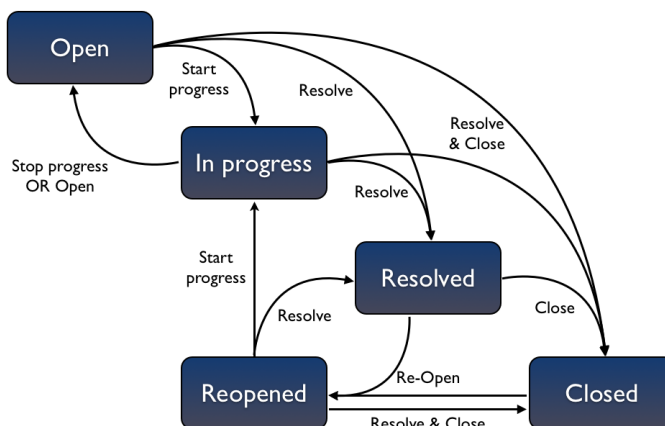 Open
Start
progress
Resolve
Resolve
& Close
Stop progress
OR Open
In progress
Resolve
Start
progress
Resolved
Resolve
Close
Reopened
Re-Open
Closed
Resolve & Close